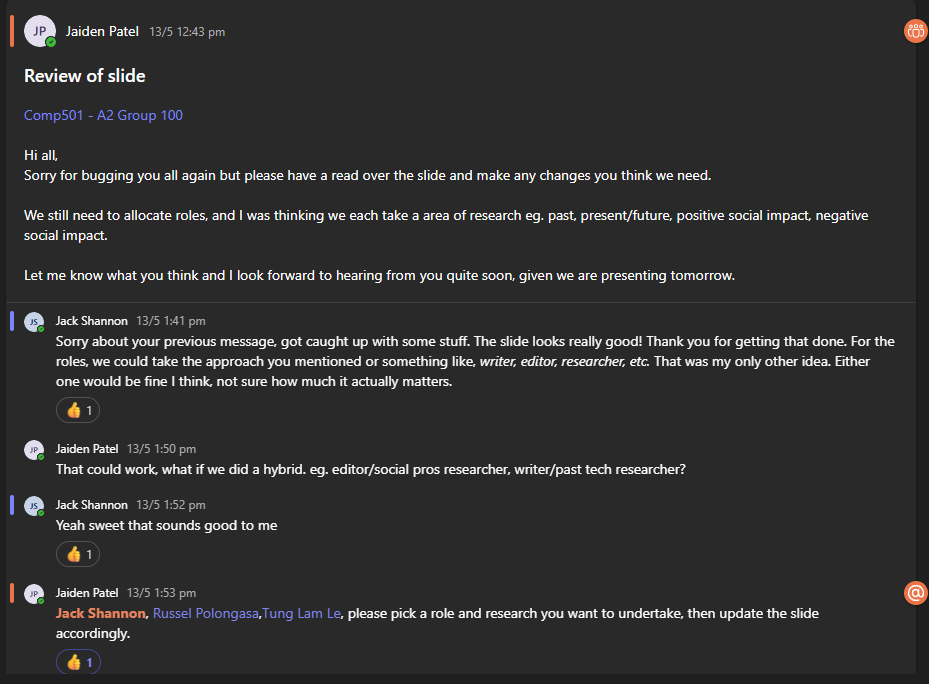 JP Jaiden Patel 13/5 12:43 pm
Review of slide
Comp501 - A2 Group 100
Hi all,
Sorry for bugging you all again but please have a read over the slide and make any changes you think we need.
We still need to allocate roles, and I was thinking we each take a area of research eg. past, present/future, positive social impact, negative
social impact.
Let me know what you think and I look forward to hearing from you quite soon, given we are presenting tomorrow.
JS Jack Shannon 13/5 1:41 pm
Sorry about your previous message, got caught up with some stuff. The slide looks really good! Thank you for getting that done. For the
roles, we could take the approach you mentioned or something like, writer, editor, researcher, etc. That was my only other idea. Either
one would be fine I think, not sure how much it actually matters.
👍 1
JP Jaiden Patel 13/5 1:50 pm
That could work, what if we did a hybrid. eg. editor/social pros researcher, writer/past tech researcher?
JS Jack Shannon 13/5 1:52 pm
Yeah sweet that sounds good to me
👍 1
JP Jaiden Patel 13/5 1:53 pm
Jack Shannon, Russel Polongasa,Tung Lam Le, please pick a role and research you want to undertake, then update the slide
accordingly.
👍 1